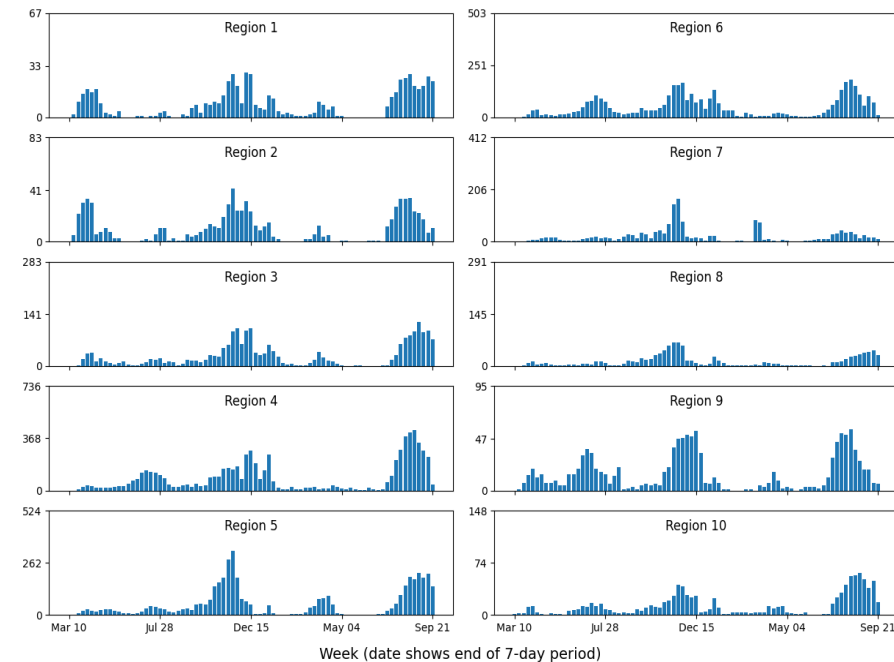 67
33
0
Region 1
503
251
0
Region 6
83
41
0
Region 2
412
206
0
Region 7
283
141
0
Region 3
291
145
0
Region 8
736
368
0
Region 4
95
47
0
Region 9
524
262
0
Region 5
148
74
0
Region 10
Mar 10 Jul 28 Dec 15 May 04 Sep 21
Mar 10 Jul 28 Dec 15 May 04 Sep 21
Week (date shows end of 7-day period)